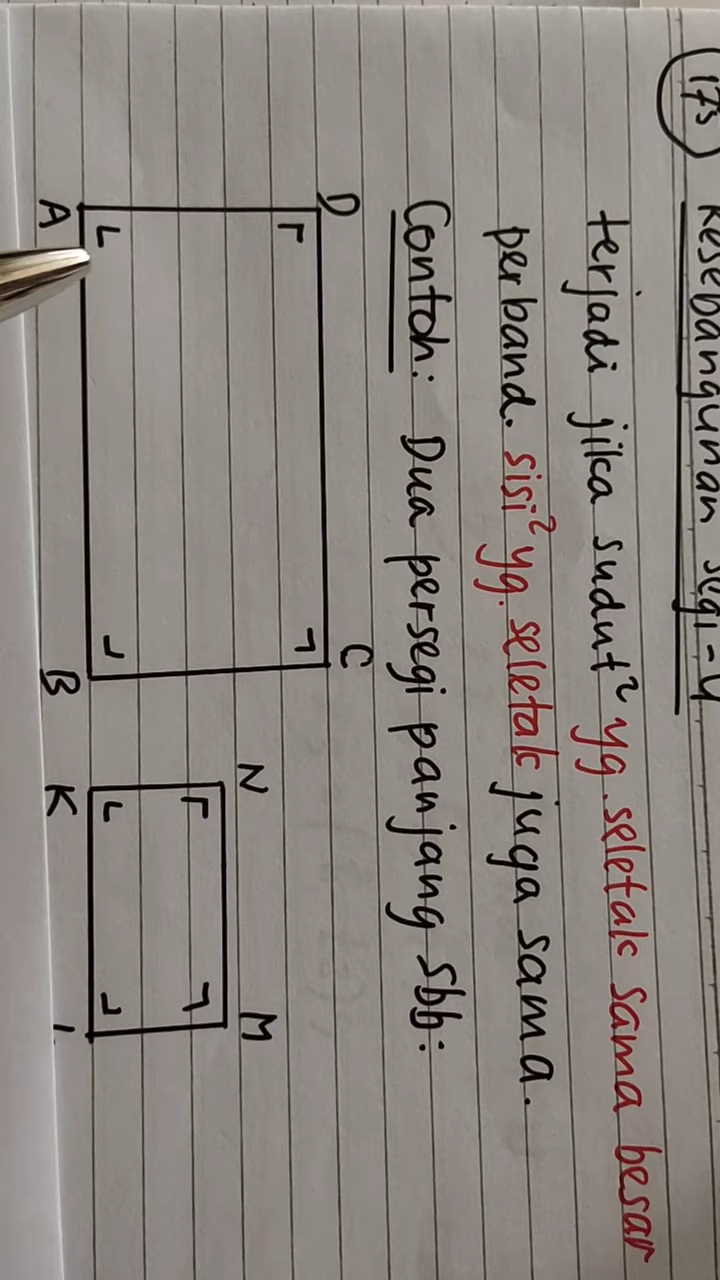 173
Kesebangunan segi-4
terjadi jika sudut² yg. seletak sama besar
perband. sisi² yg. seletak juga sama.
Contoh: Dua persegi panjang sbb:
D C
N M
A B K L